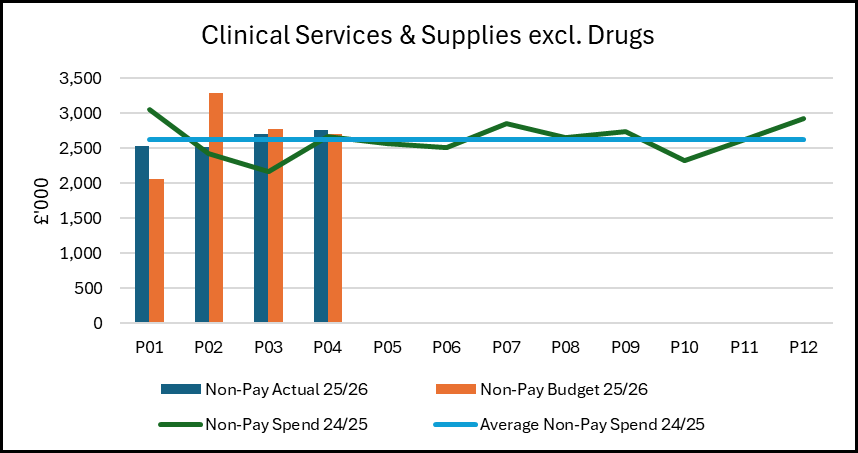 Clinical Services & Supplies excl. Drugs
3,500
3,000
2,500
2,000
1,500
1,000
500
0
£'000
P01 P02 P03 P04 P05 P06 P07 P08 P09 P10 P11 P12
Non-Pay Actual 25/26 Non-Pay Budget 25/26
Non-Pay Spend 24/25 Average Non-Pay Spend 24/25